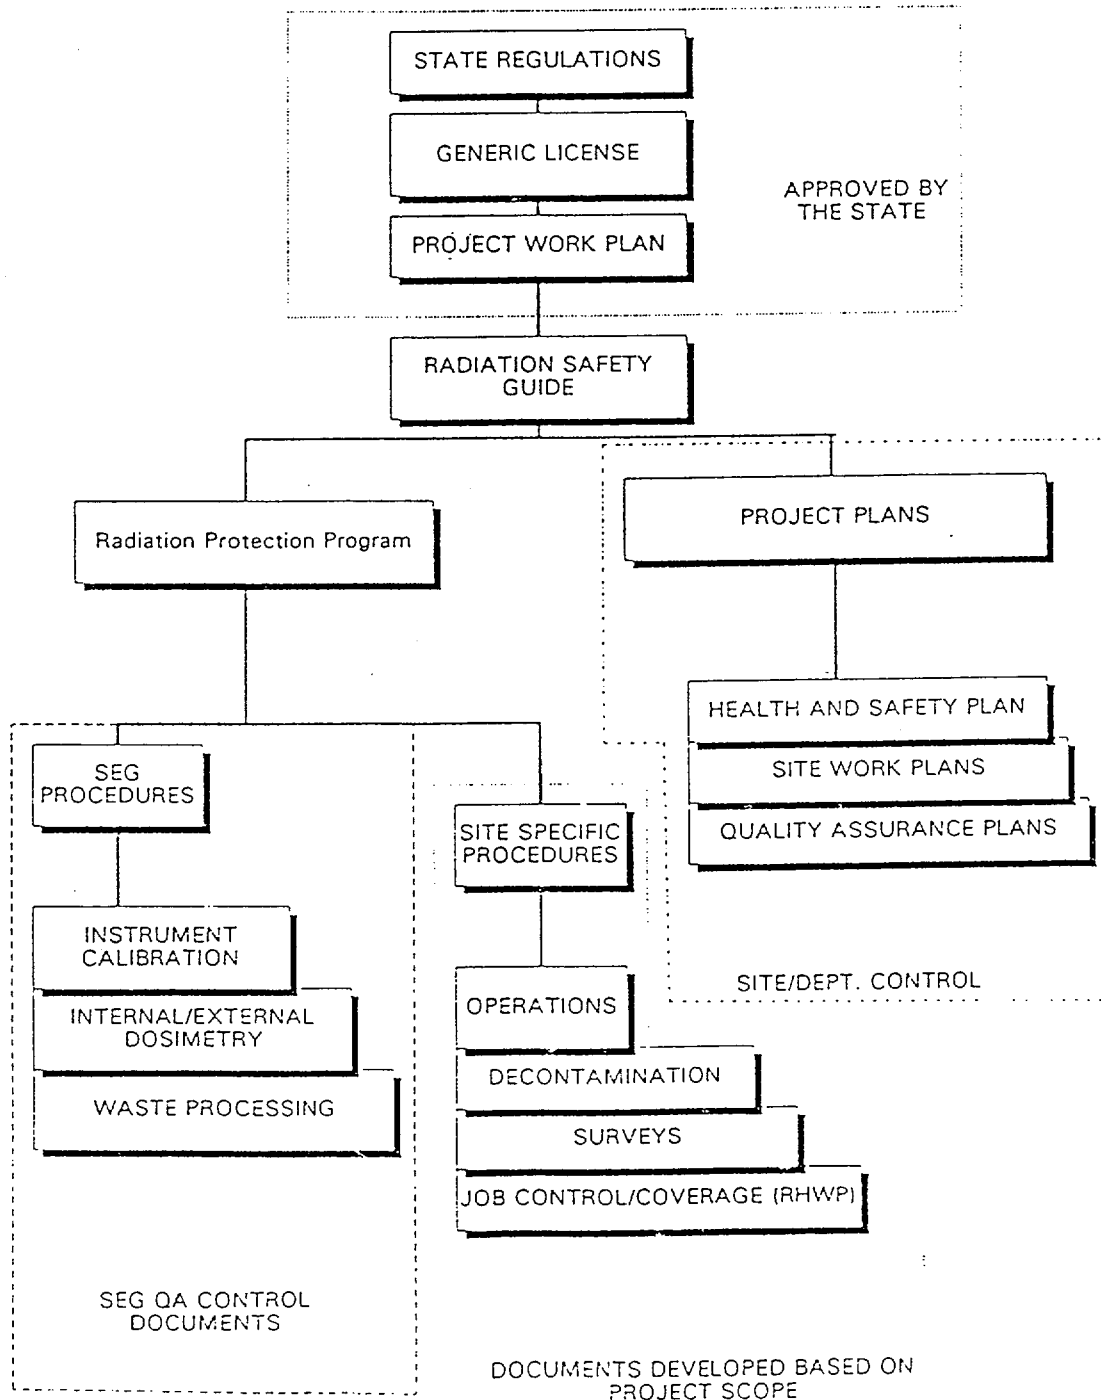 STATE REGULATIONS
GENERIC LICENSE
APPROVED BY
THE STATE
PROJECT WORK PLAN
RADIATION SAFETY
GUIDE
Radiation Protection Program
PROJECT PLANS
HEALTH AND SAFETY PLAN
SITE WORK PLANS
QUALITY ASSURANCE PLANS
SITE/DEPT. CONTROL
SEG
PROCEDURES
INSTRUMENT
CALIBRATION
INTERNAL/EXTERNAL
DOSIMETRY
WASTE PROCESSING
SEG QA CONTROL
DOCUMENTS
SITE SPECIFIC
PROCEDURES
OPERATIONS
DECONTAMINATION
SURVEYS
JOB CONTROL/COVERAGE (RHWP)
DOCUMENTS DEVELOPED BASED ON
PROJECT SCOPE